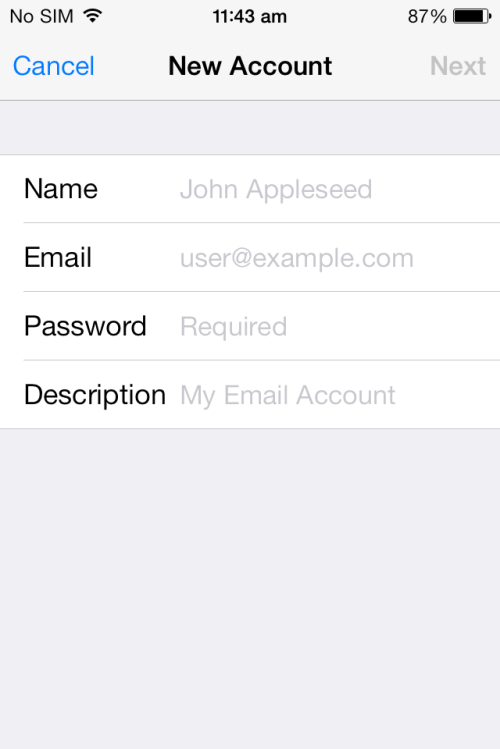 No SIM 11:43 am 87%
Cancel New Account Next
Name John Appleseed
Email user@example.com
Password Required
Description My Email Account